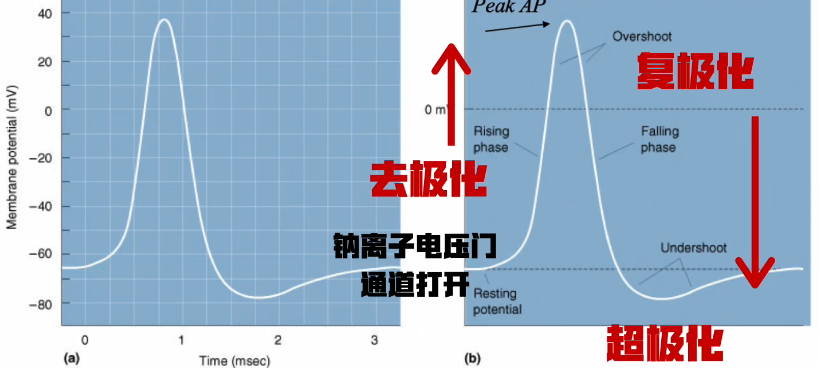 Membrane potential (mV)
40
20
0
−20
−40
−60
−80
0
1
2
3
(a)
Time (msec)
去极化
钠离子电压门
通道打开
Peak AP
Overshoot
复极化
0 mV
Rising
phase
Falling
phase
Undershoot
Resting
potential
(b)
超极化